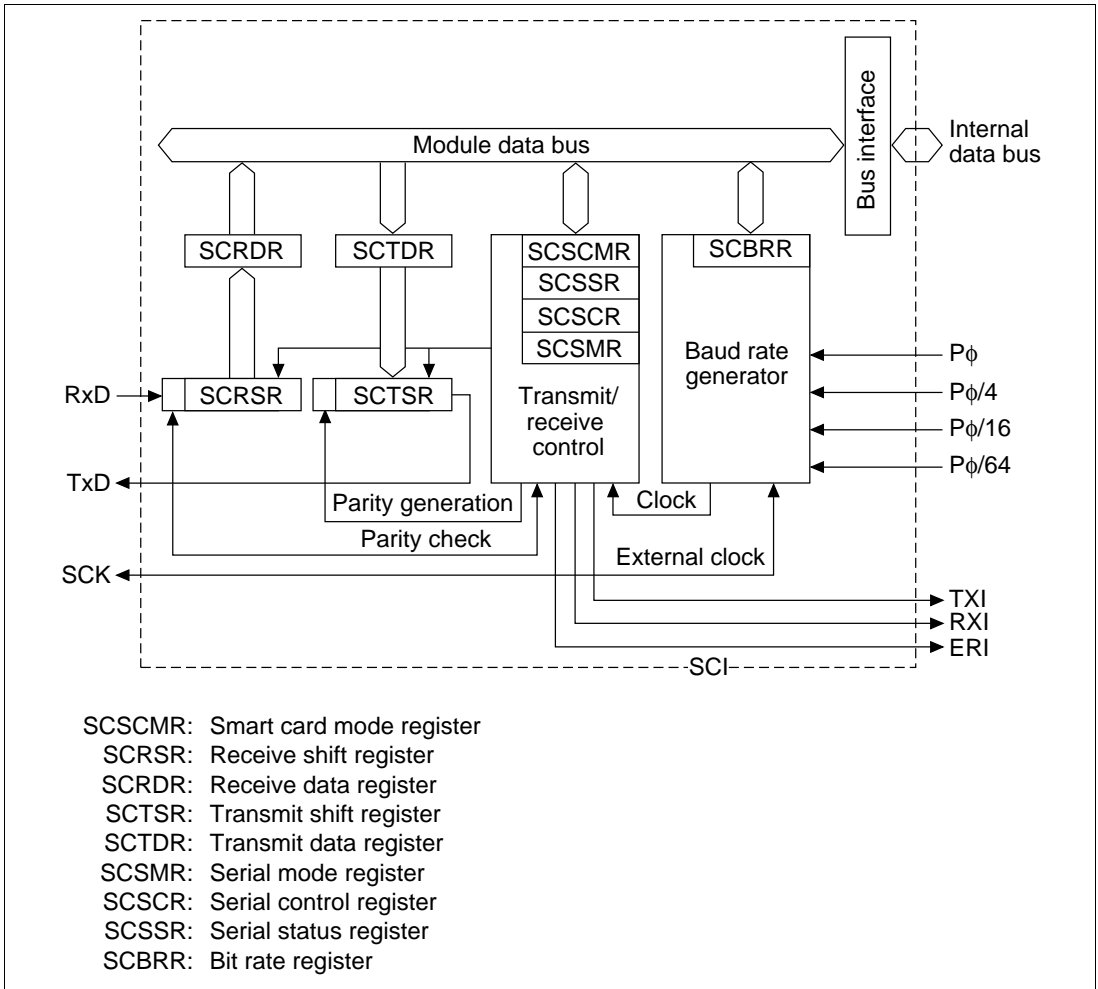 Bus interface
Internal
data bus
Module data bus
SCRDR
SCTDR
SCSCMR
SCSSR
SCSCR
SCSMR
Transmit/
receive
control
SCBRR
Baud rate
generator
Pφ
Pφ/4
Pφ/16
Pφ/64
RxD
SCRSR
SCTSR
TxD
Parity generation
Clock
Parity check
External clock
SCK
TXI
RXI
ERI
SCI
SCSCMR: Smart card mode register
SCRSR: Receive shift register
SCRDR: Receive data register
SCTSR: Transmit shift register
SCTDR: Transmit data register
SCSMR: Serial mode register
SCSCR: Serial control register
SCSSR: Serial status register
SCBRR: Bit rate register